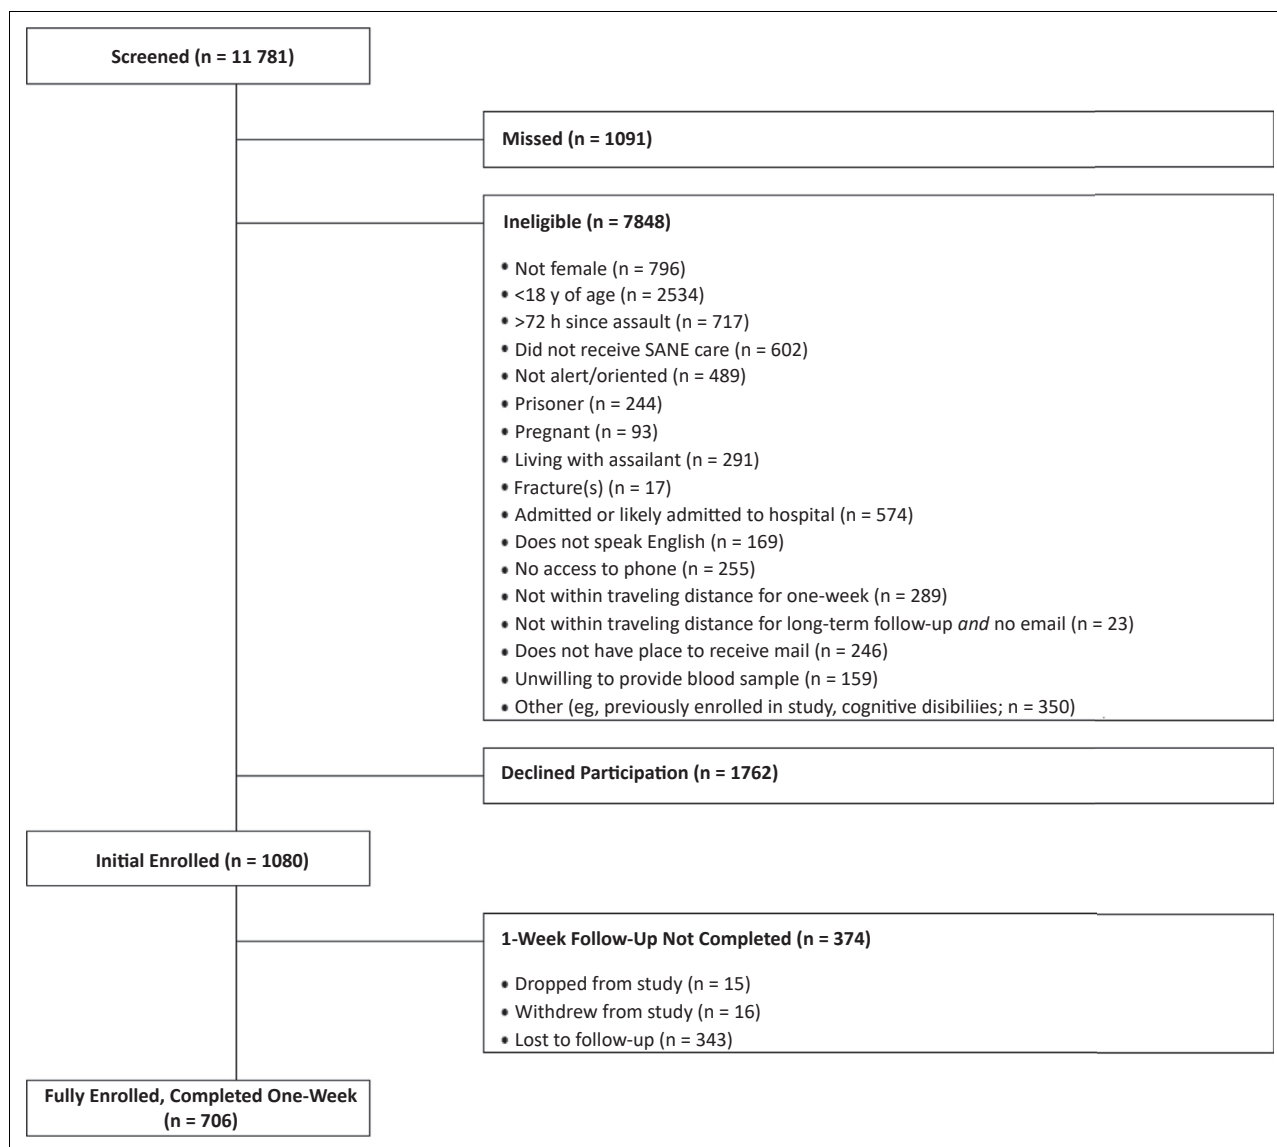 Screened (n = 11 781)
Missed (n = 1091)
Ineligible (n = 7848)
• Not female (n = 796)
• <18 y of age (n = 2534)
• >72 h since assault (n = 717)
• Did not receive SANE care (n = 602)
• Not alert/oriented (n = 489)
• Prisoner (n = 244)
• Pregnant (n = 93)
• Living with assailant (n = 291)
• Fracture(s) (n = 17)
• Admitted or likely admitted to hospital (n = 574)
• Does not speak English (n = 169)
• No access to phone (n = 255)
• Not within traveling distance for one-week (n = 289)
• Not within traveling distance for long-term follow-up and no email (n = 23)
• Does not have place to receive mail (n = 246)
• Unwilling to provide blood sample (n = 159)
• Other (eg, previously enrolled in study, cognitive disibiliies; n = 350)
Declined Participation (n = 1762)
Initial Enrolled (n = 1080)
1-Week Follow-Up Not Completed (n = 374)
• Dropped from study (n = 15)
• Withdrew from study (n = 16)
• Lost to follow-up (n = 343)
Fully Enrolled, Completed One-Week
(n = 706)